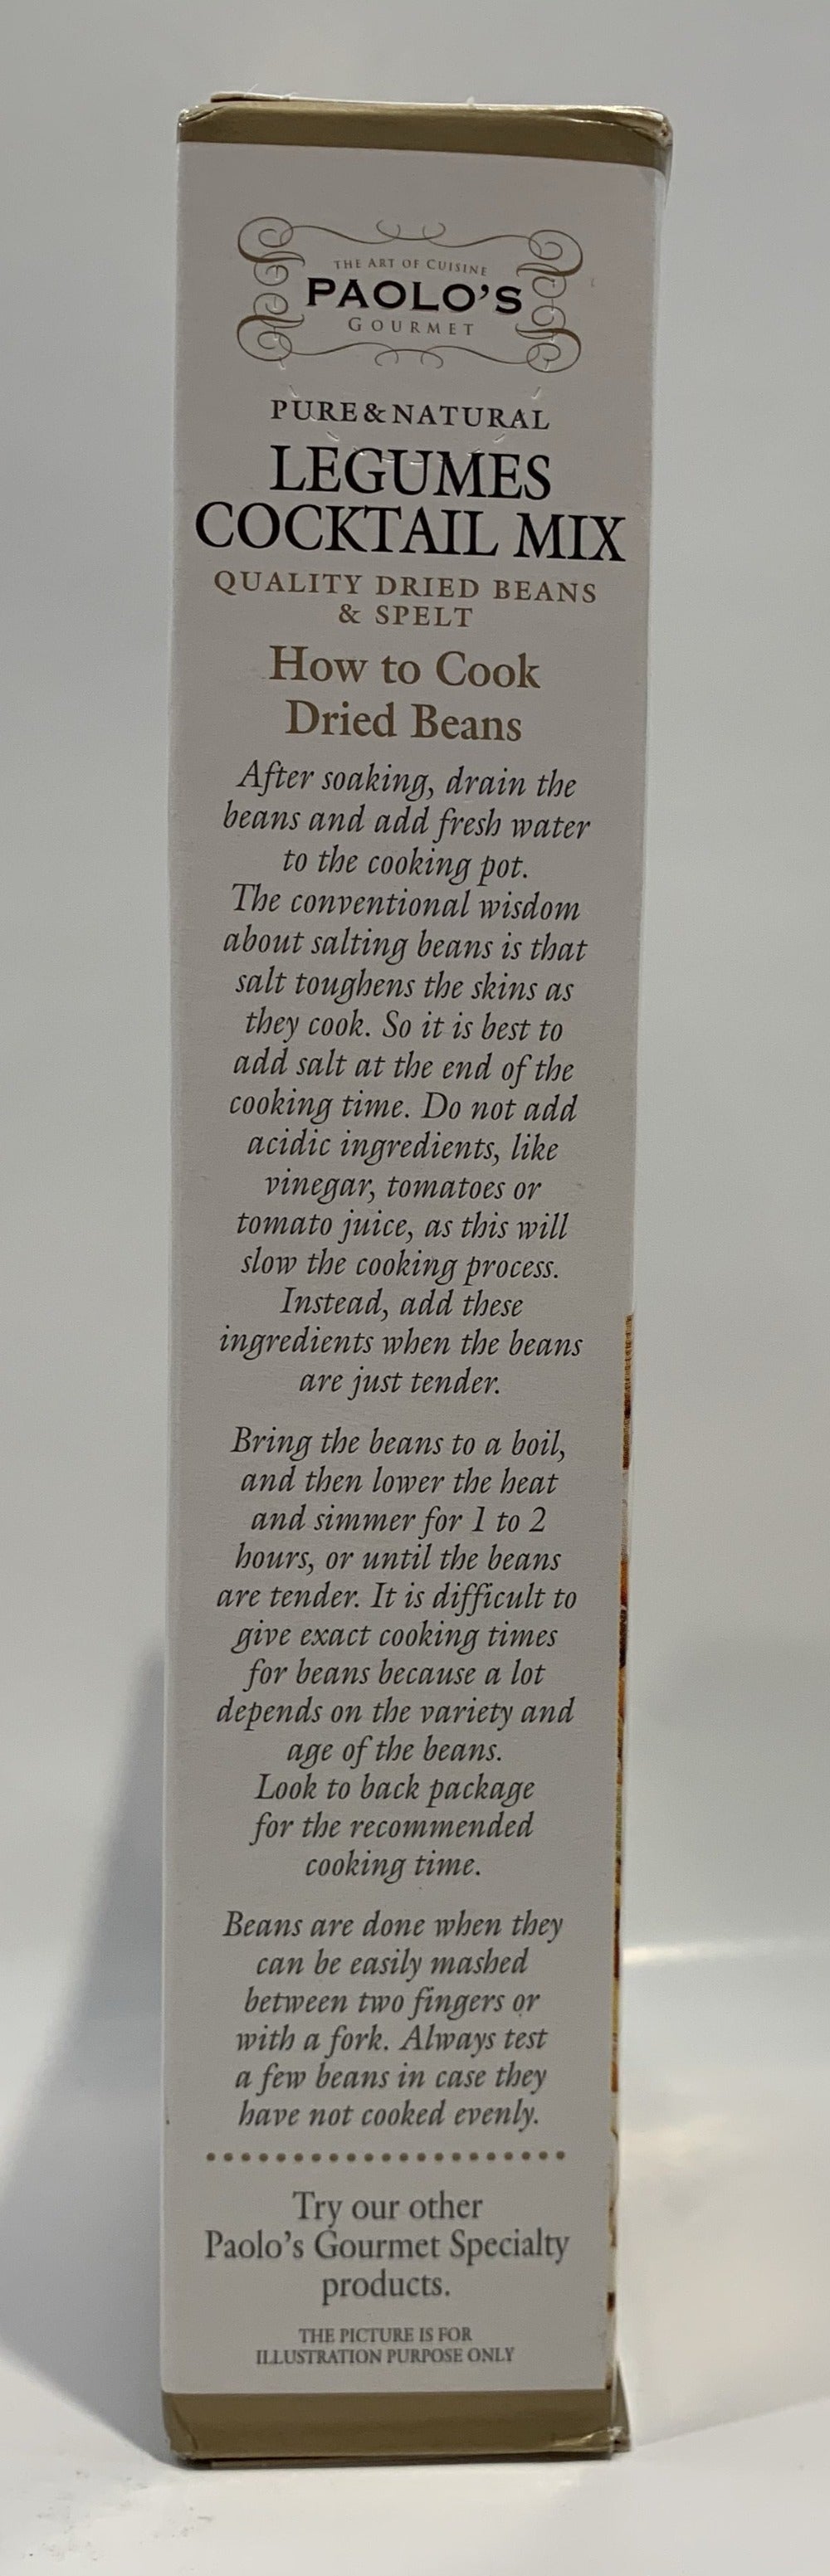 THE ART OF CUISINE
PAOLO'S
GOURMET
PURE&NATURAL
LEGUMES
COCKTAIL MIX
QUALITY DRIED BEANS
& SPELT
How to Cook
Dried Beans
After soaking, drain the
beans and add fresh water
to the cooking pot.
The conventional wisdom
about salting beans is that
salt toughens the skins as
they cook. So it is best to
add salt at the end of the
cooking time. Do not add
acidic ingredients, like
vinegar, tomatoes or
tomato juice, as this will
slow the cooking process.
Instead, add these
ingredients when the beans
are just tender.
Bring the beans to a boil,
and then lower the heat
and simmer for 1 to 2
hours, or until the beans
are tender. It is difficult to
give exact cooking times
for beans because a lot
depends on the variety and
age of the beans.
Look to back package
for the recommended
cooking time.
Beans are done when they
can be easily mashed
between two fingers or
with a fork. Always test
a few beans in case they
have not cooked evenly.
Try our other
Paolo's Gourmet Specialty
products.
THE PICTURE IS FOR
ILLUSTRATION PURPOSE ONLY